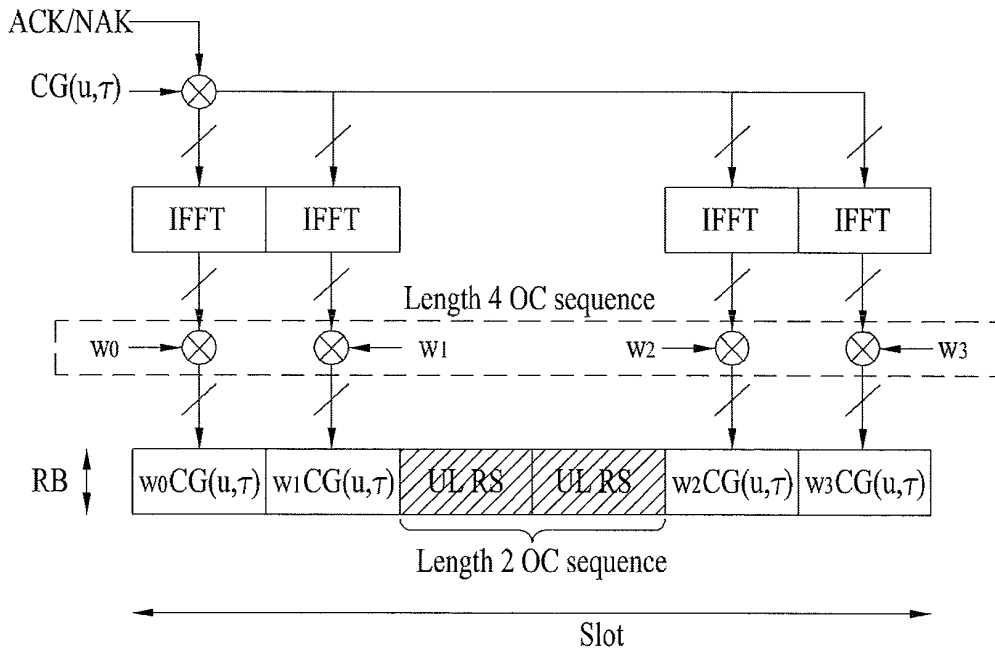 ACK/NAK
CG(u,τ)
IFFT IFFT IFFT IFFT
Length 4 OC sequence
w0 w1 w2 w3
RB w0CG(u,τ) w1CG(u,τ) UL RS UL RS w2CG(u,τ) w3CG(u,τ)
Length 2 OC sequence
Slot